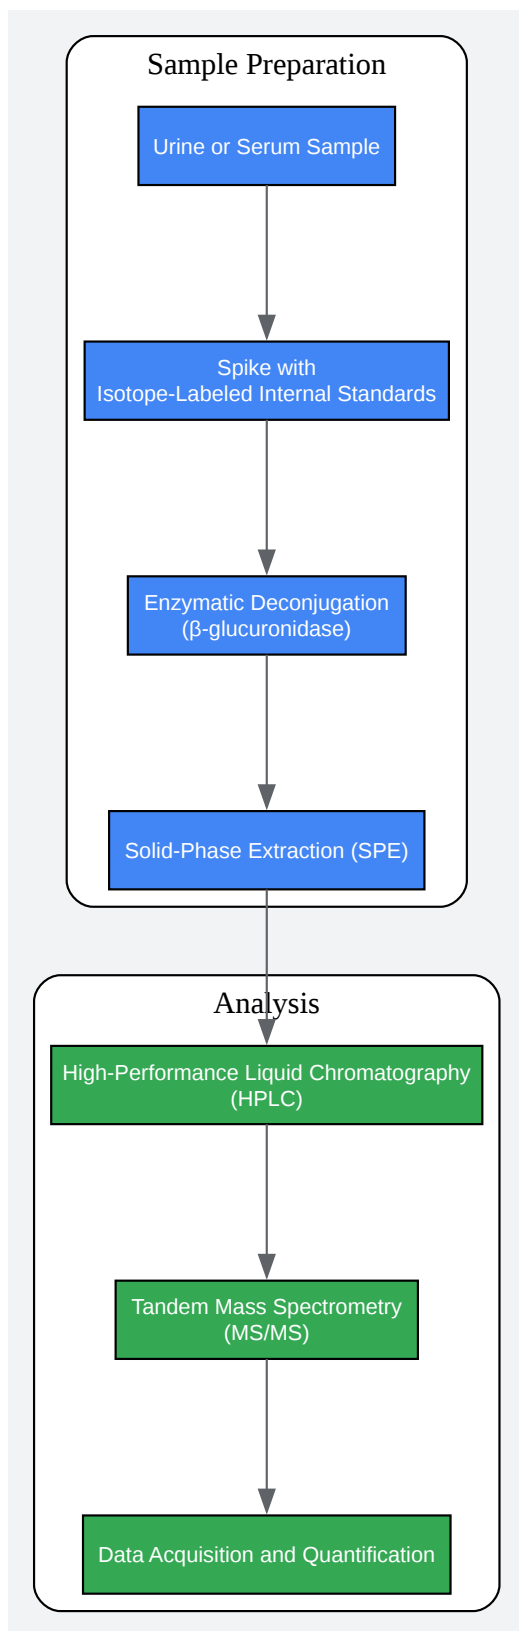 Sample Preparation
Urine or Serum Sample
Spike with
Isotope-Labeled Internal Standards
Enzymatic Deconjugation
(β-glucuronidase)
Solid-Phase Extraction (SPE)
Analysis
High-Performance Liquid Chromatography
(HPLC)
Tandem Mass Spectrometry
(MS/MS)
Data Acquisition and Quantification